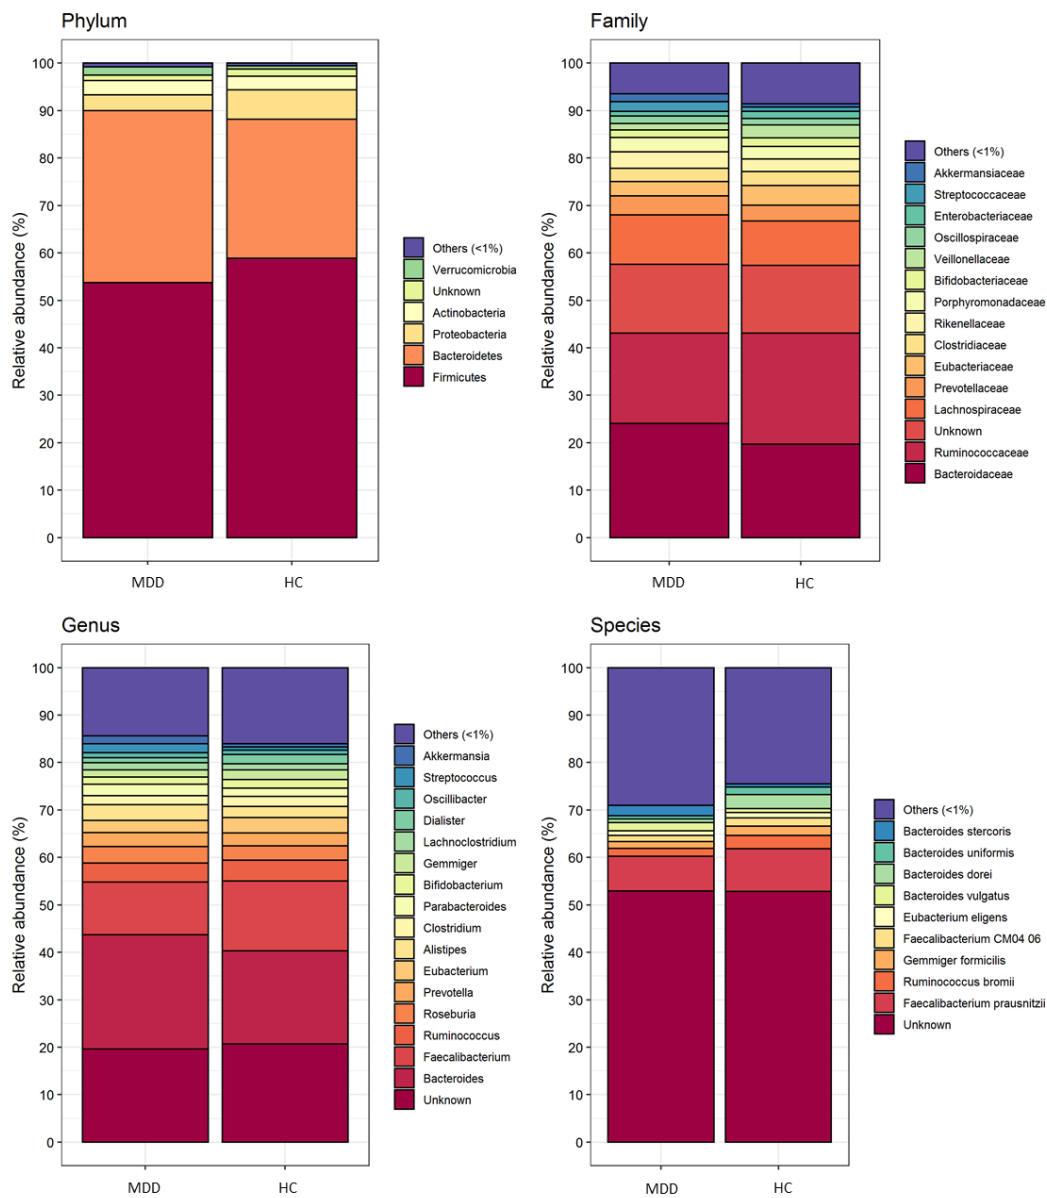 Phylum
Relative abundance (%)
100
90
80
70
60
50
40
30
20
10
0
MDD HC
Others (<1%)
Verrucomicrobia
Unknown
Actinobacteria
Proteobacteria
Bacteroidetes
Firmicutes
Family
Relative abundance (%)
100
90
80
70
60
50
40
30
20
10
0
MDD HC
Others (<1%)
Akkermansiaceae
Streptococcaceae
Enterobacteriaceae
Oscillospiraceae
Veillonellaceae
Bifidobacteriaceae
Porphyromonadaceae
Rikenellaceae
Clostridiaceae
Eubacteriaceae
Prevotellaceae
Lachnospiraceae
Unknown
Ruminococcaceae
Bacteroidaceae
Genus
Relative abundance (%)
100
90
80
70
60
50
40
30
20
10
0
MDD HC
Others (<1%)
Akkermansia
Streptococcus
Oscillibacter
Dialister
Lachnoclostridium
Gemmiger
Bifidobacterium
Parabacteroides
Clostridium
Alistipes
Eubacterium
Prevotella
Roseburia
Ruminococcus
Faecalibacterium
Bacteroides
Unknown
Species
Relative abundance (%)
100
90
80
70
60
50
40
30
20
10
0
MDD HC
Others (<1%)
Bacteroides stercoris
Bacteroides uniformis
Bacteroides dorei
Bacteroides vulgatus
Eubacterium eligens
Faecalibacterium CM04 06
Gemmiger formicilis
Ruminococcus bromii
Faecalibacterium prausnitzii
Unknown